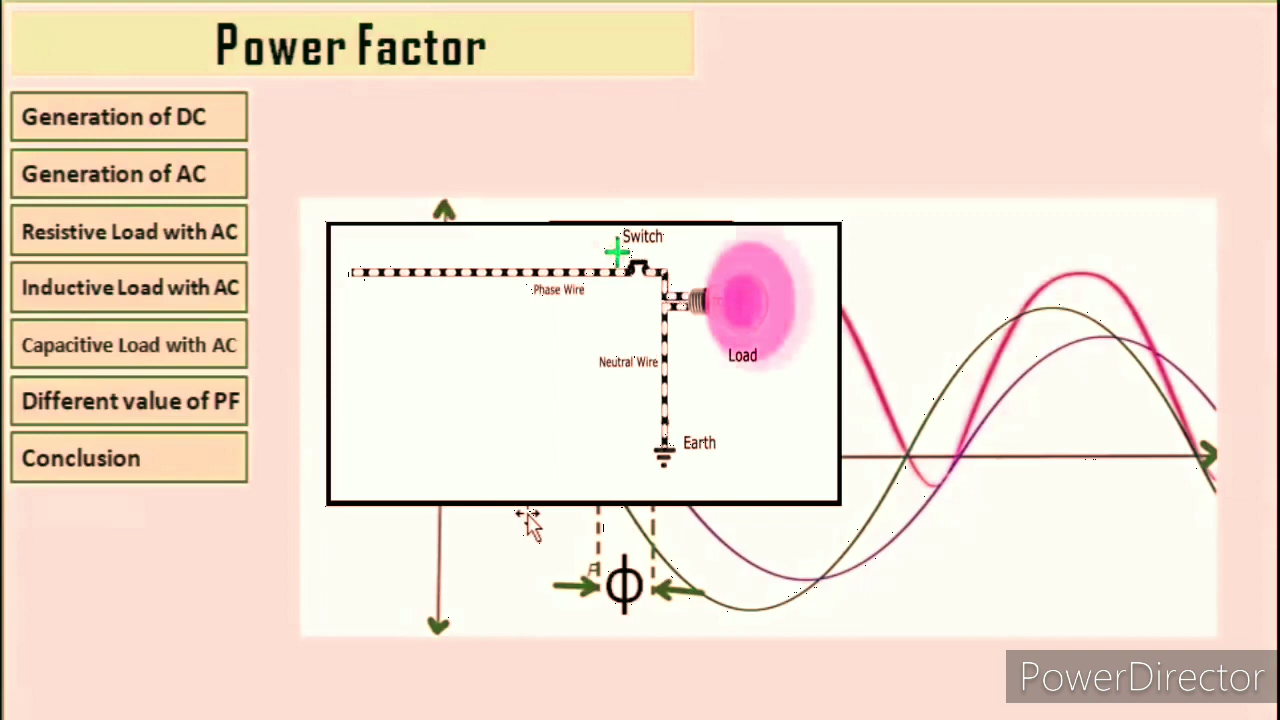 Power Factor
Generation of DC
Generation of AC
Resistive Load with AC
Inductive Load with AC
Capacitive Load with AC
Different value of PF
Conclusion
Switch
Phase Wire
Neutral Wire
Load
Earth
ϕ
PowerDirector